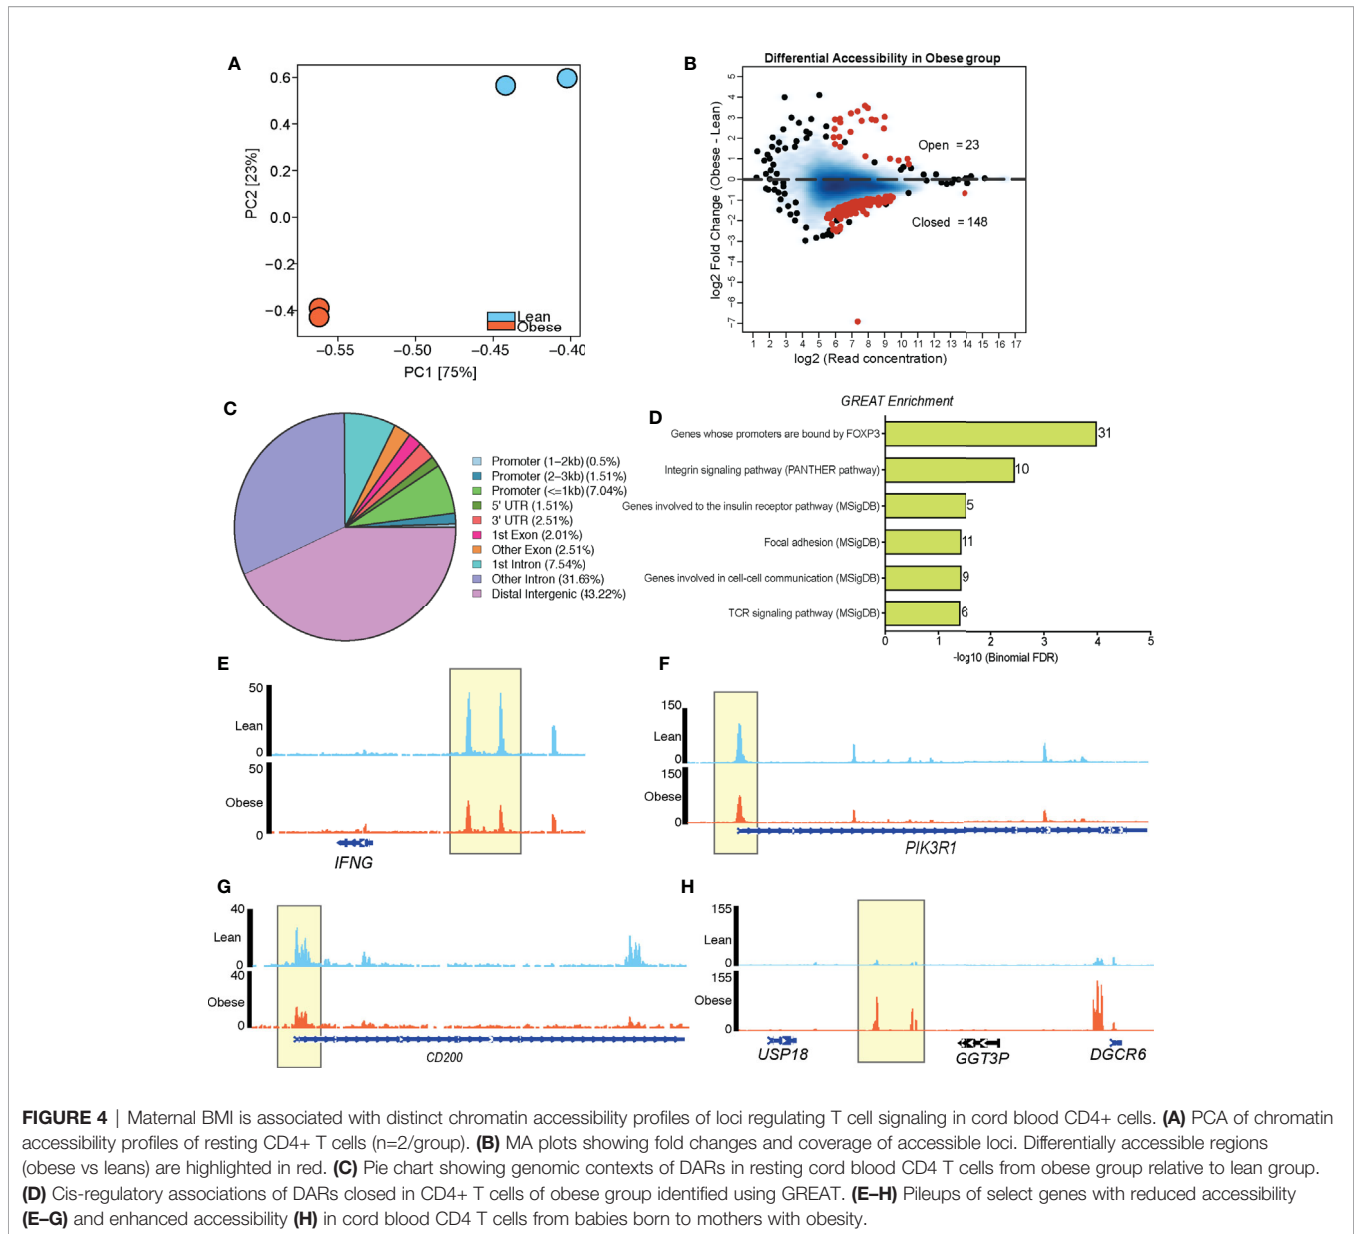 A
PC2 [23%]
0.6
0.4
0.2
0.0
−0.2
−0.4
Lean
Obese
−0.55 −0.50 −0.45 −0.40
PC1 [75%]
B
Differential Accessibility in Obese group
log2 Fold Change (Obese - Lean)
5
4
3
2
1
0
−1
−2
−3
−4
−5
−6
−7
Open = 23
Closed = 148
1 2 3 4 5 6 7 8 9 10 11 12 13 14 15 16 17
log2 (Read concentration)
C
Promoter (1−2kb) (0.5%)
Promoter (2−3kb) (1.51%)
Promoter (<=1kb) (7.04%)
5' UTR (1.51%)
3' UTR (2.51%)
1st Exon (2.01%)
Other Exon (2.51%)
1st Intron (7.54%)
Other Intron (31.66%)
Distal Intergenic (43.22%)
D
GREAT Enrichment
Genes whose promoters are bound by FOXP3 31
Integrin signaling pathway (PANTHER pathway) 10
Genes involved to the insulin receptor pathway (MSigDB) 5
Focal adhesion (MSigDB) 11
Genes involved in cell-cell communication (MSigDB) 9
TCR signaling pathway (MSigDB) 6
0 1 2 3 4 5
-log10 (Binomial FDR)
E
50
Lean
0
50
Obese
0
IFNG
F
150
Lean
0
150
Obese
0
PIK3R1
G
40
Lean
0
40
Obese
0
CD200
H
155
Lean
0
155
Obese
0
USP18 GGT3P DGCR6
FIGURE 4 | Maternal BMI is associated with distinct chromatin accessibility profiles of loci regulating T cell signaling in cord blood CD4+ cells. (A) PCA of chromatin
accessibility profiles of resting CD4+ T cells (n=2/group). (B) MA plots showing fold changes and coverage of accessible loci. Differentially accessible regions
(obese vs leans) are highlighted in red. (C) Pie chart showing genomic contexts of DARs in resting cord blood CD4 T cells from obese group relative to lean group.
(D) Cis-regulatory associations of DARs closed in CD4+ T cells of obese group identified using GREAT. (E–H) Pileups of select genes with reduced accessibility
(E–G) and enhanced accessibility (H) in cord blood CD4 T cells from babies born to mothers with obesity.